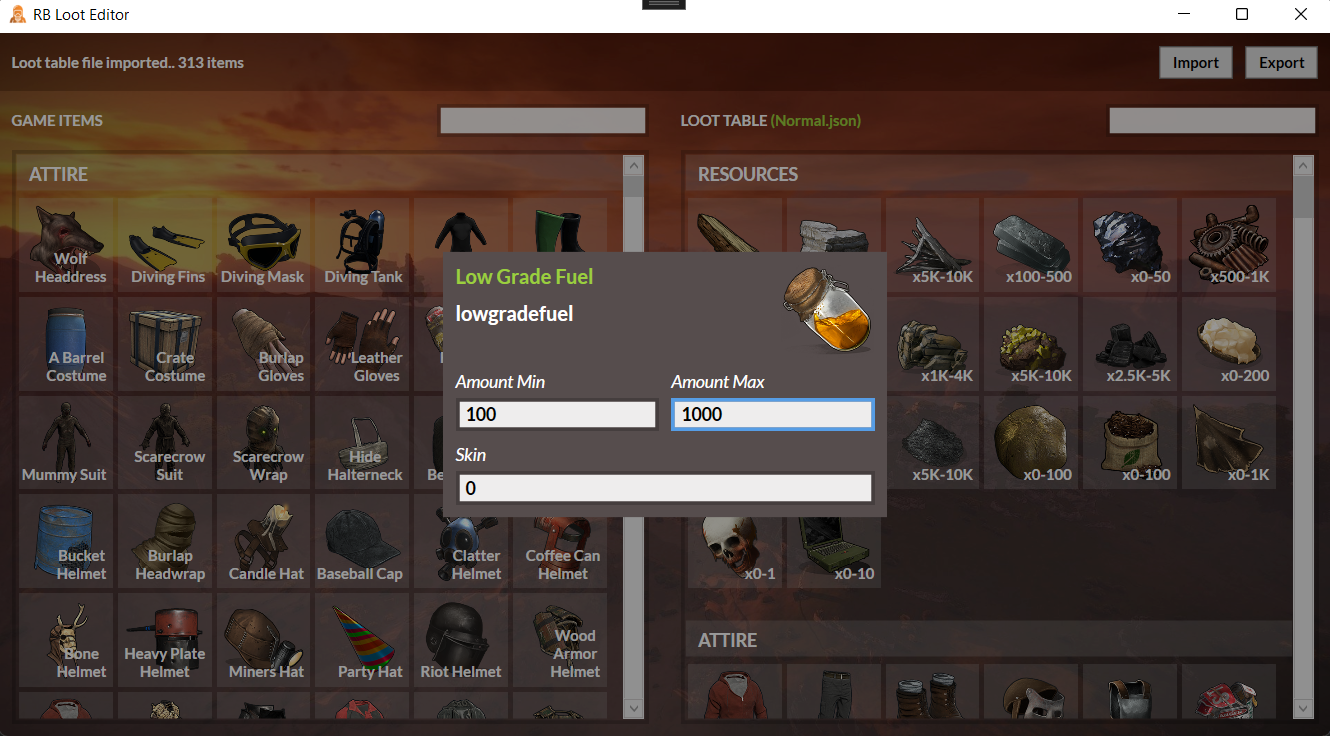 RB Loot Editor
Loot table file imported.. 313 items
Import
Export
GAME ITEMS
LOOT TABLE (Normal.json)
ATTIRE
Wolf
Headdress
Diving Fins
Diving Mask
Diving Tank
A Barrel
Costume
Crate
Costume
Burlap
Gloves
Leather
Gloves
Mummy Suit
Scarecrow
Suit
Scarecrow
Wrap
Hide
Halterneck
Bucket
Helmet
Burlap
Headwrap
Candle Hat
Baseball Cap
Clatter
Helmet
Coffee Can
Helmet
Bone
Helmet
Heavy Plate
Helmet
Miners Hat
Party Hat
Riot Helmet
Wood
Armor
Helmet
Low Grade Fuel
lowgradefuel
Amount Min
Amount Max
100
1000
Skin
0
RESOURCES
x5K-10K
x100-500
x0-50
x500-1K
x1K-4K
x5K-10K
x2.5K-5K
x0-200
x5K-10K
x0-100
x0-100
x0-1K
x0-1
x0-10
ATTIRE